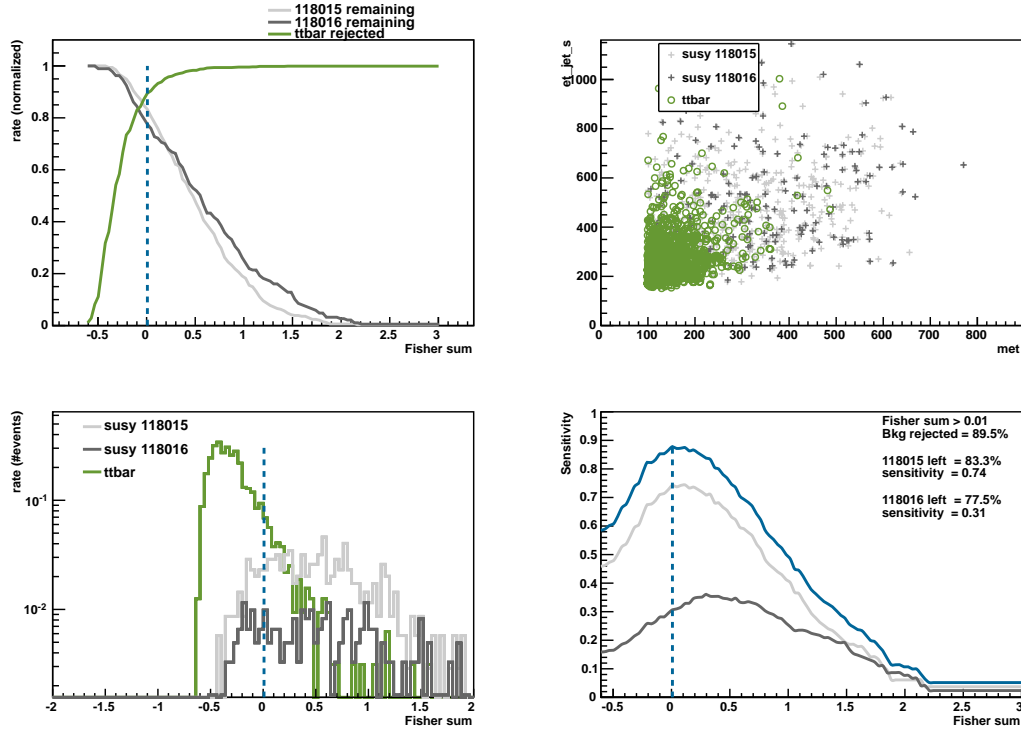 118015 remaining
118016 remaining
ttbar rejected
rate (normalized)
1
0.8
0.6
0.4
0.2
0
-0.5
0
0.5
1
1.5
2
2.5
3
Fisher sum
et_jet_s
1000
800
600
400
200
0
susy 118015
susy 118016
ttbar
100
200
300
400
500
600
700
800
met
rate (#events)
10-1
10-2
susy 118015
susy 118016
ttbar
-2
-1.5
-1
-0.5
0
0.5
1
1.5
2
Fisher sum
Sensitivity
1
0.9
0.8
0.7
0.6
0.5
0.4
0.3
0.2
0.1
0
Fisher sum > 0.01
Bkg rejected = 89.5%
118015 left = 83.3%
sensitivity = 0.74
118016 left = 77.5%
sensitivity = 0.31
-0.5
0
0.5
1
1.5
2
2.5
3
Fisher sum